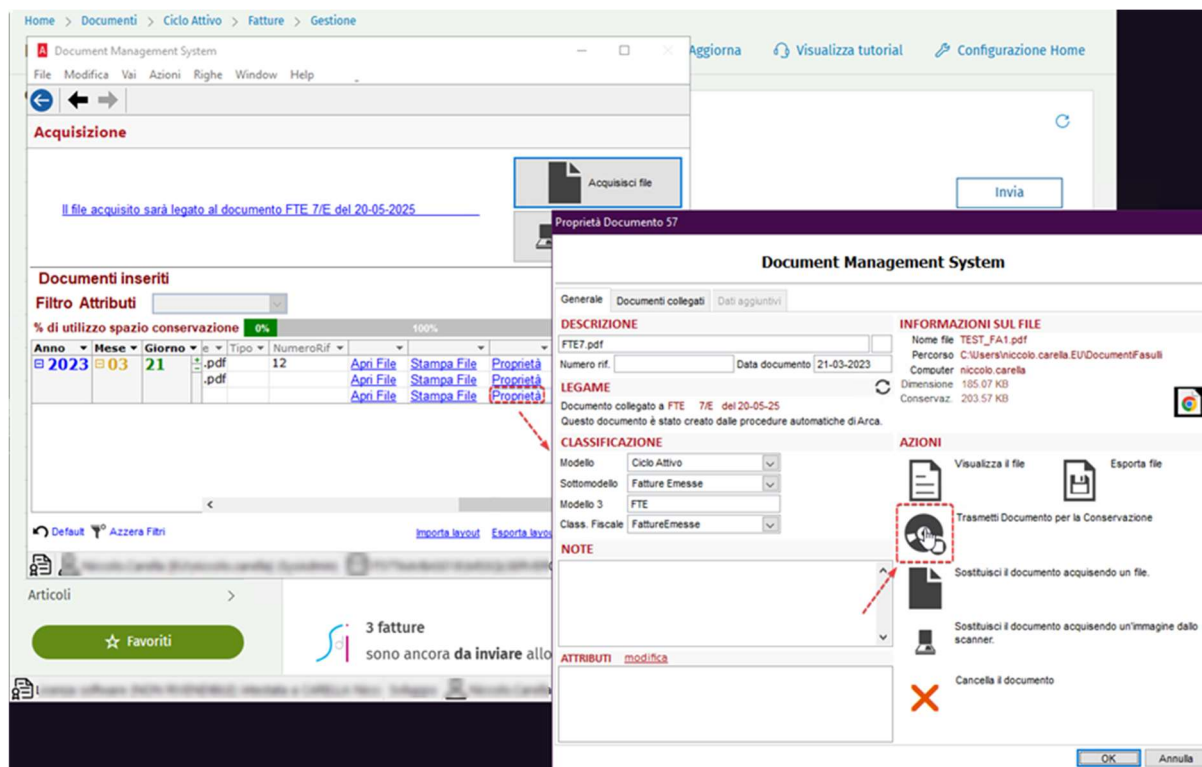 Home > Documenti > Ciclo Attivo > Fatture > Gestione
Document Management System
Aggiorna
Visualizza tutorial
Configurazione Home
File Modifica Vai Azioni Righe Window Help
Acquisizione
Acquisisci file
Il file acquisito sarà legato al documento FTE 7/E del 20-05-2025
Invia
Documenti inseriti
Filtro Attributi
% di utilizzo spazio conservazione 0% 100%
Anno Mese Giorno e Tipo NumeroRif
2023 03 21 .pdf 12 Apri File Stampa File Proprietà
.pdf Apri File Stampa File Proprietà
Apri File Stampa File Proprietà
Default Azzera Filtri Importa layout Esporta layou
Articoli >
Favoriti
Sdi
3 fatture
sono ancora da inviare allo
Proprietà Documento 57
Document Management System
Generale Documenti collegati Dati aggiuntivi
DESCRIZIONE
FTE7.pdf
Numero rif. Data documento 21-03-2023
LEGAME
Documento collegato a FTE 7/E del 20-05-25
Questo documento è stato creato dalle procedure automatiche di Arca.
CLASSIFICAZIONE
Modello Ciclo Attivo
Sottomodello Fatture Emesse
Modello 3 FTE
Class. Fiscale FattureEmesse
NOTE
ATTRIBUTI modifica
INFORMAZIONI SUL FILE
Nome file TEST_FA1.pdf
Percorso C:\Users\niccolo.carella.EU\DocumentiFasulli
Computer niccolo.carella
Dimensione 185.07 KB
Conservaz. 203.57 KB
AZIONI
Visualizza il file
Esporta file
Trasmetti Documento per la Conservazione
Sostituisci il documento acquisendo un file.
Sostituisci il documento acquisendo un'immagine dallo
scanner.
Cancella il documento
OK Annulla